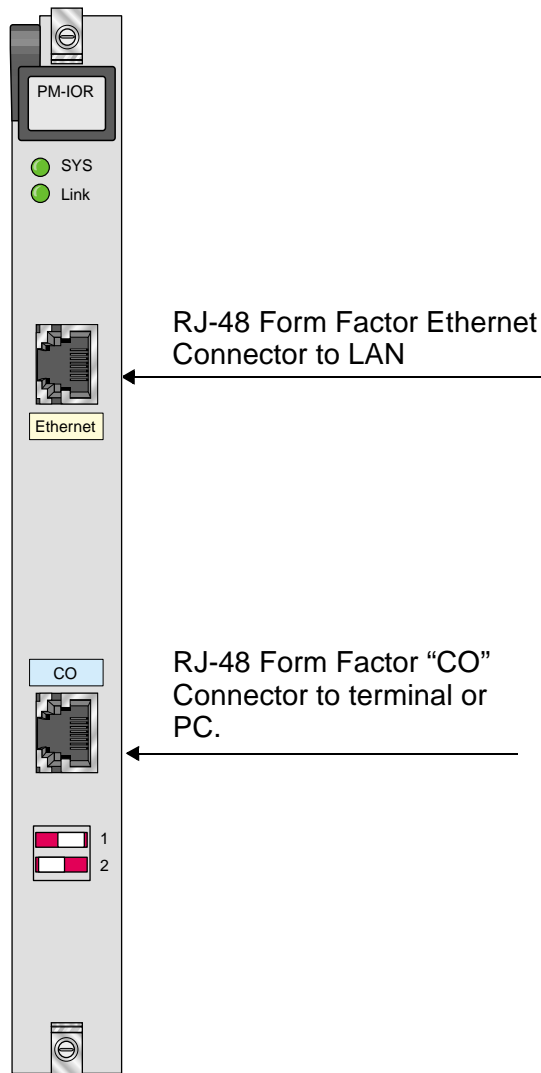 PM-IOR
SYS
Link
RJ-48 Form Factor Ethernet
Connector to LAN
Ethernet
CO
RJ-48 Form Factor “CO”
Connector to terminal or
PC.
1
2